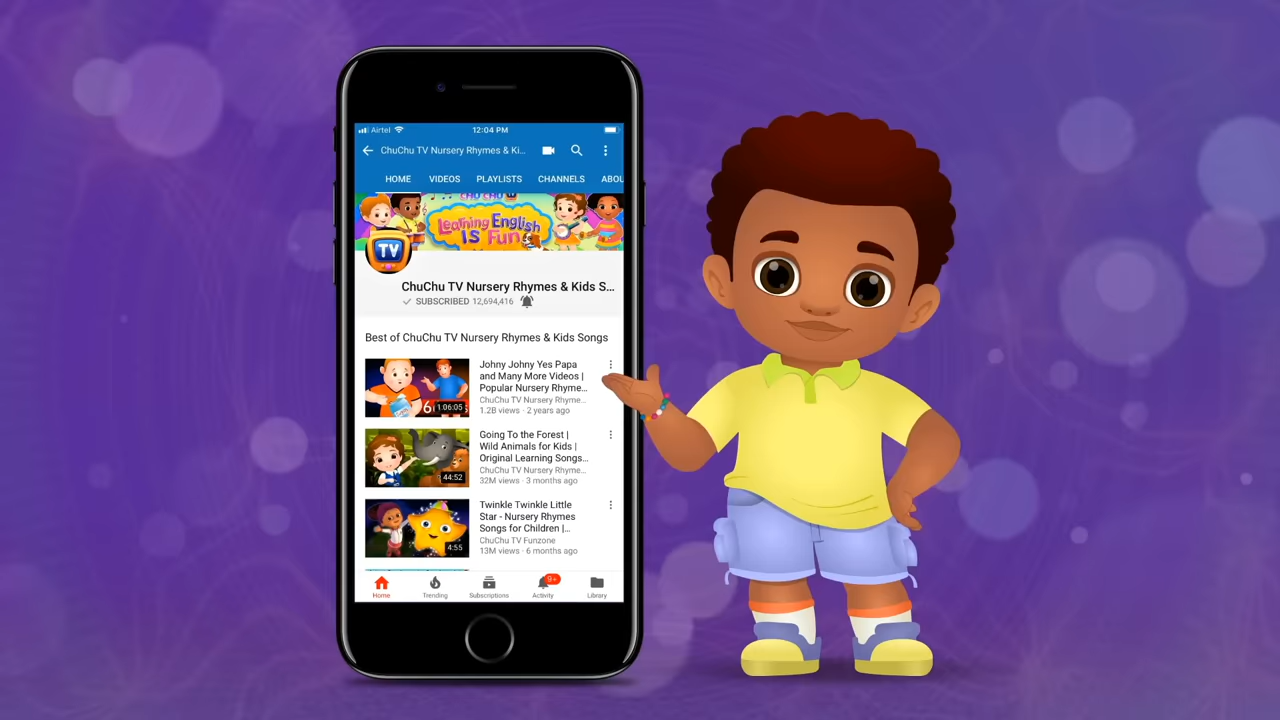 Airtel 12:04 PM
ChuChu TV Nursery Rhymes & Ki...
HOME VIDEOS PLAYLISTS CHANNELS ABOU
CHU CHU
Learning English
IS Fun
TV
ChuChu TV Nursery Rhymes & Kids S...
SUBSCRIBED 12,694,416
Best of ChuChu TV Nursery Rhymes & Kids Songs
Johny Johny Yes Papa
and Many More Videos |
Popular Nursery Rhyme...
ChuChu TV Nursery Rhyme...
1.2B views · 2 years ago
1:06:05
Going To the Forest |
Wild Animals for Kids |
Original Learning Songs...
ChuChu TV Nursery Rhyme...
32M views · 3 months ago
44:52
Twinkle Twinkle Little
Star - Nursery Rhymes
Songs for Children |...
ChuChu TV Funzone
13M views · 6 months ago
4:55
9+
Home Trending Subscriptions Activity Library